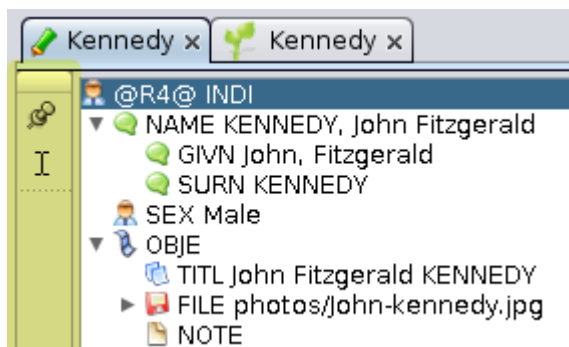 Kennedy x Kennedy x
@R4@ INDI
NAME KENNEDY, John Fitzgerald
GIVN John, Fitzgerald
SURN KENNEDY
SEX Male
OBJE
TITL John Fitzgerald KENNEDY
FILE photos/John-kennedy.jpg
NOTE